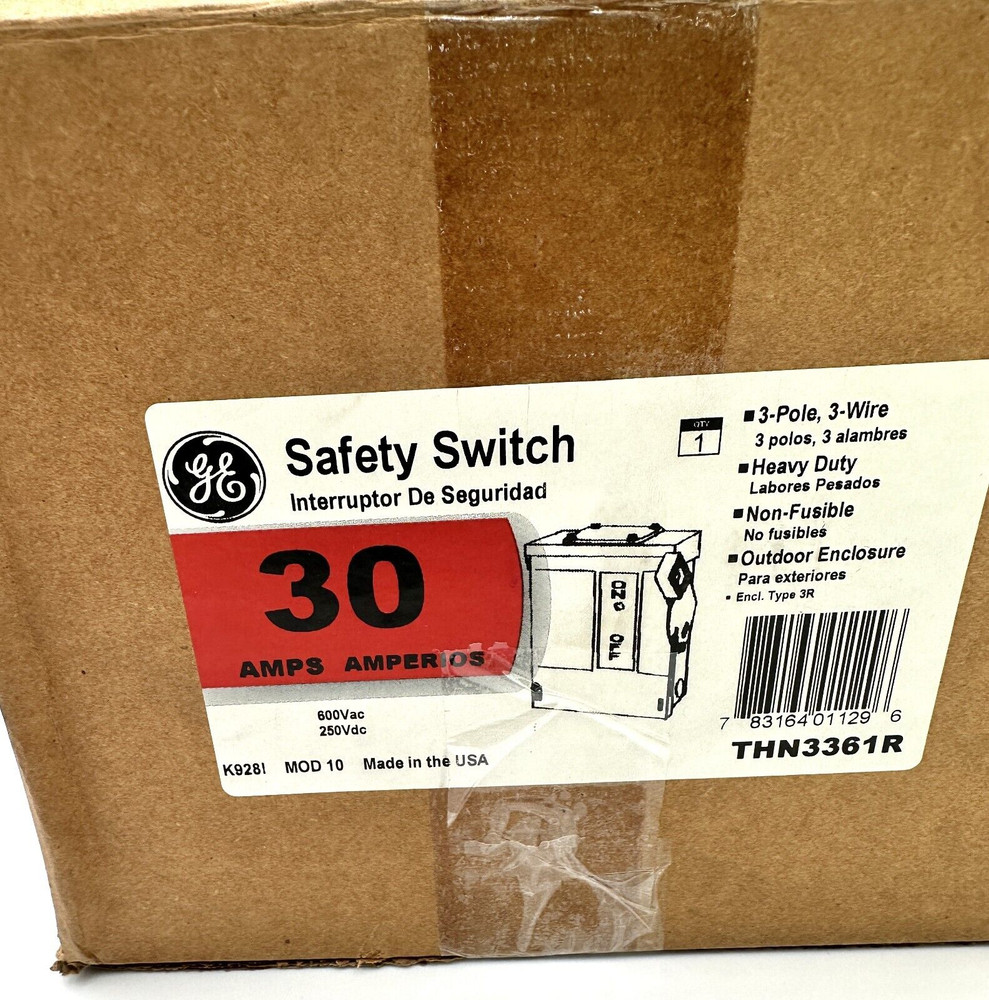 GE
Safety Switch
Interruptor De Seguridad
30
AMPS AMPERIOS
600Vac
250Vdc
K928I MOD 10 Made in the USA
QTY
1
3-Pole, 3-Wire
3 polos, 3 alambres
Heavy Duty
Labores Pesados
Non-Fusible
No fusibles
Outdoor Enclosure
Para exteriores
Encl. Type 3R
ON
OFF
7 83164 01129 6
THN3361R